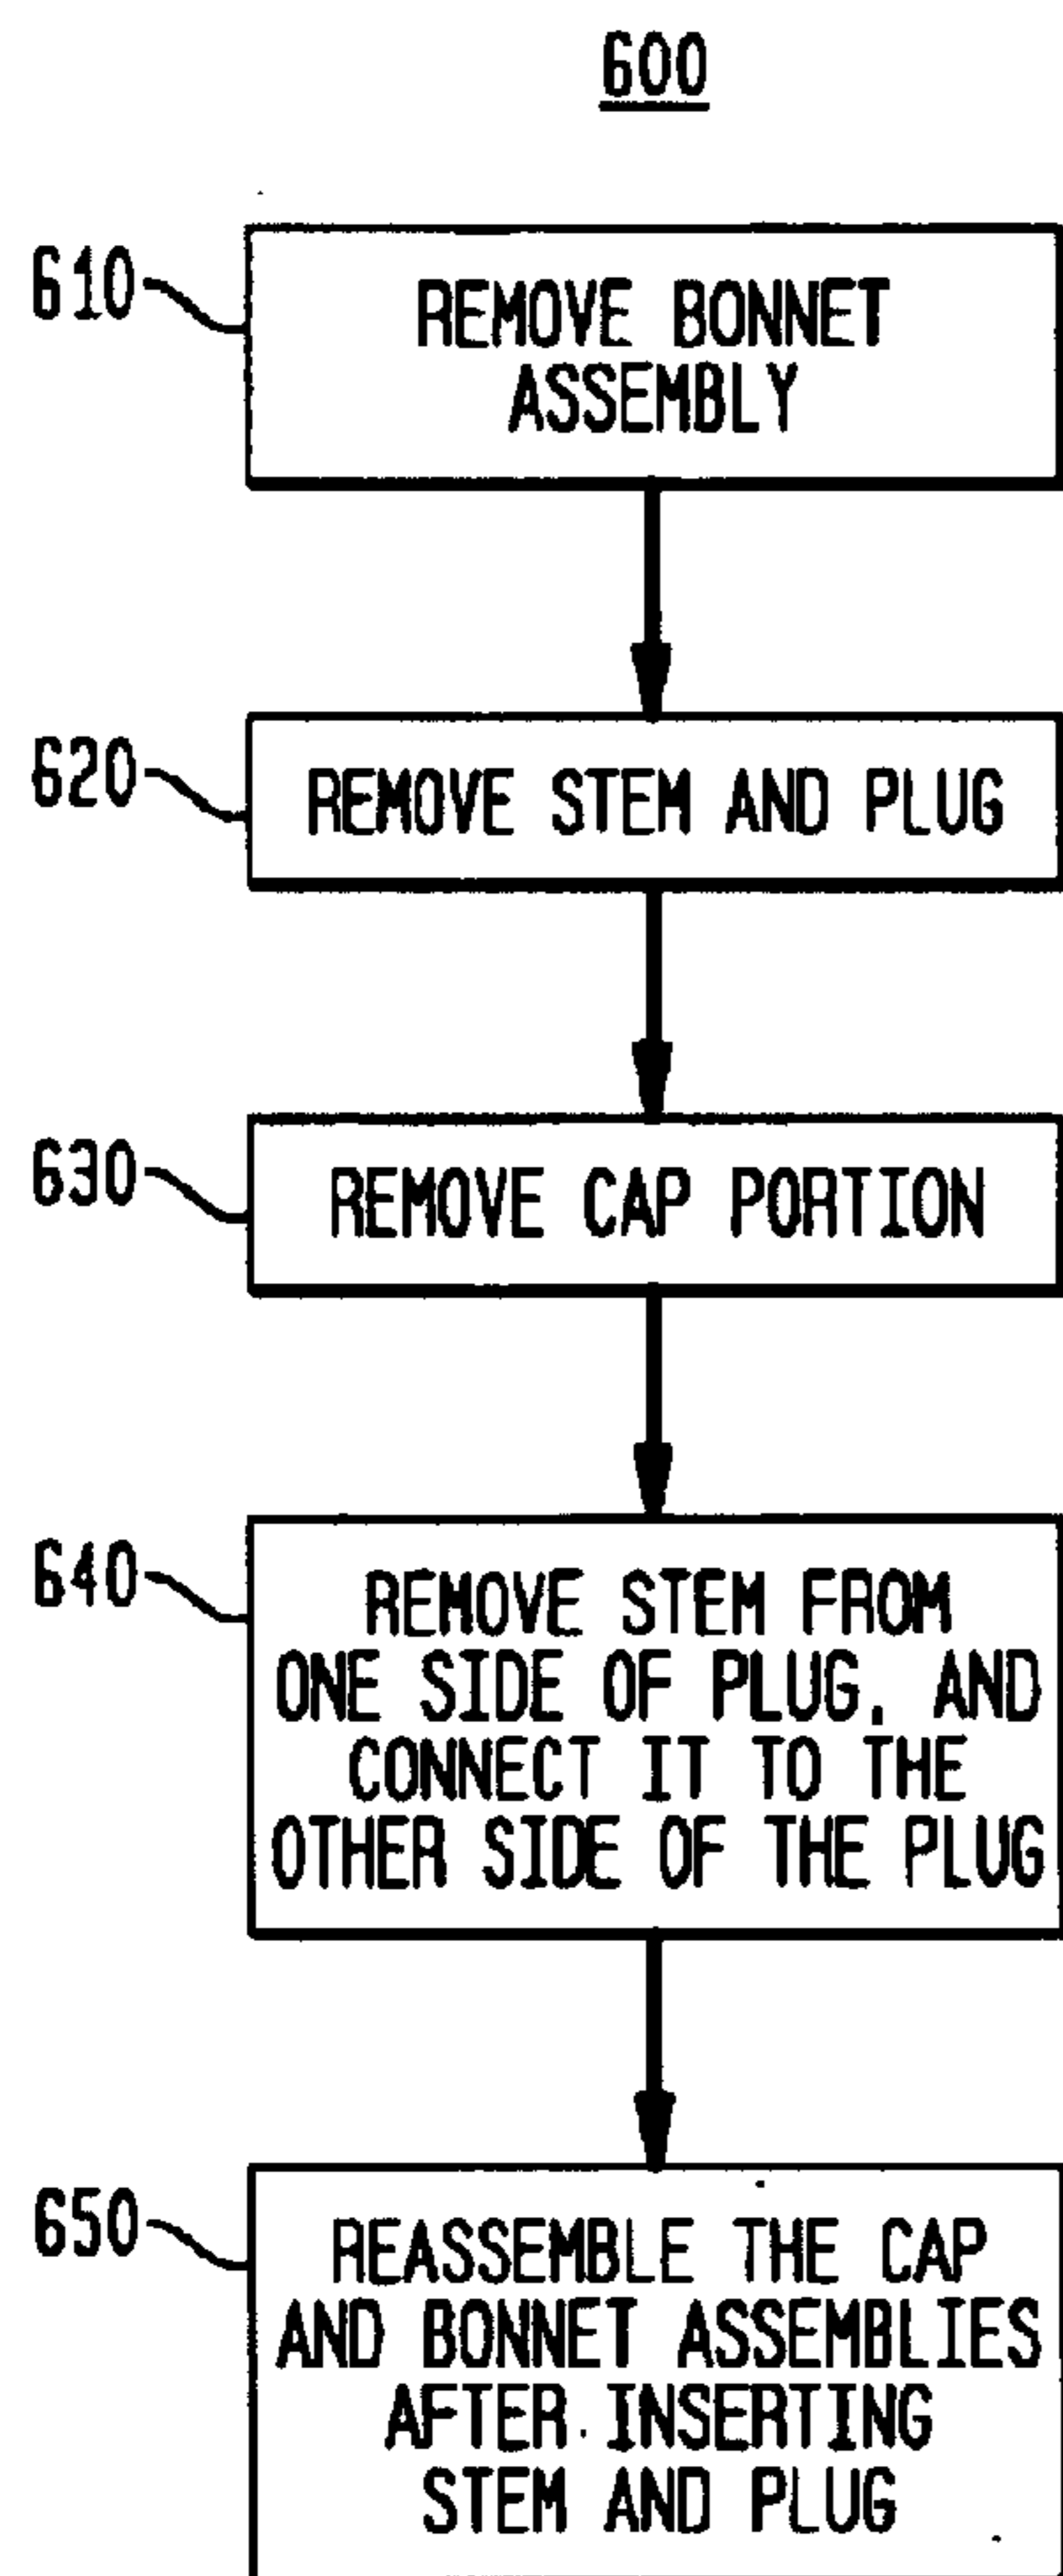 600
610
REMOVE BONNET
ASSEMBLY
620
REMOVE STEM AND PLUG
630
REMOVE CAP PORTION
640
REMOVE STEM FROM
ONE SIDE OF PLUG, AND
CONNECT IT TO THE
OTHER SIDE OF THE PLUG
650
REASSEMBLE THE CAP
AND BONNET ASSEMBLIES
AFTER INSERTING
STEM AND PLUG